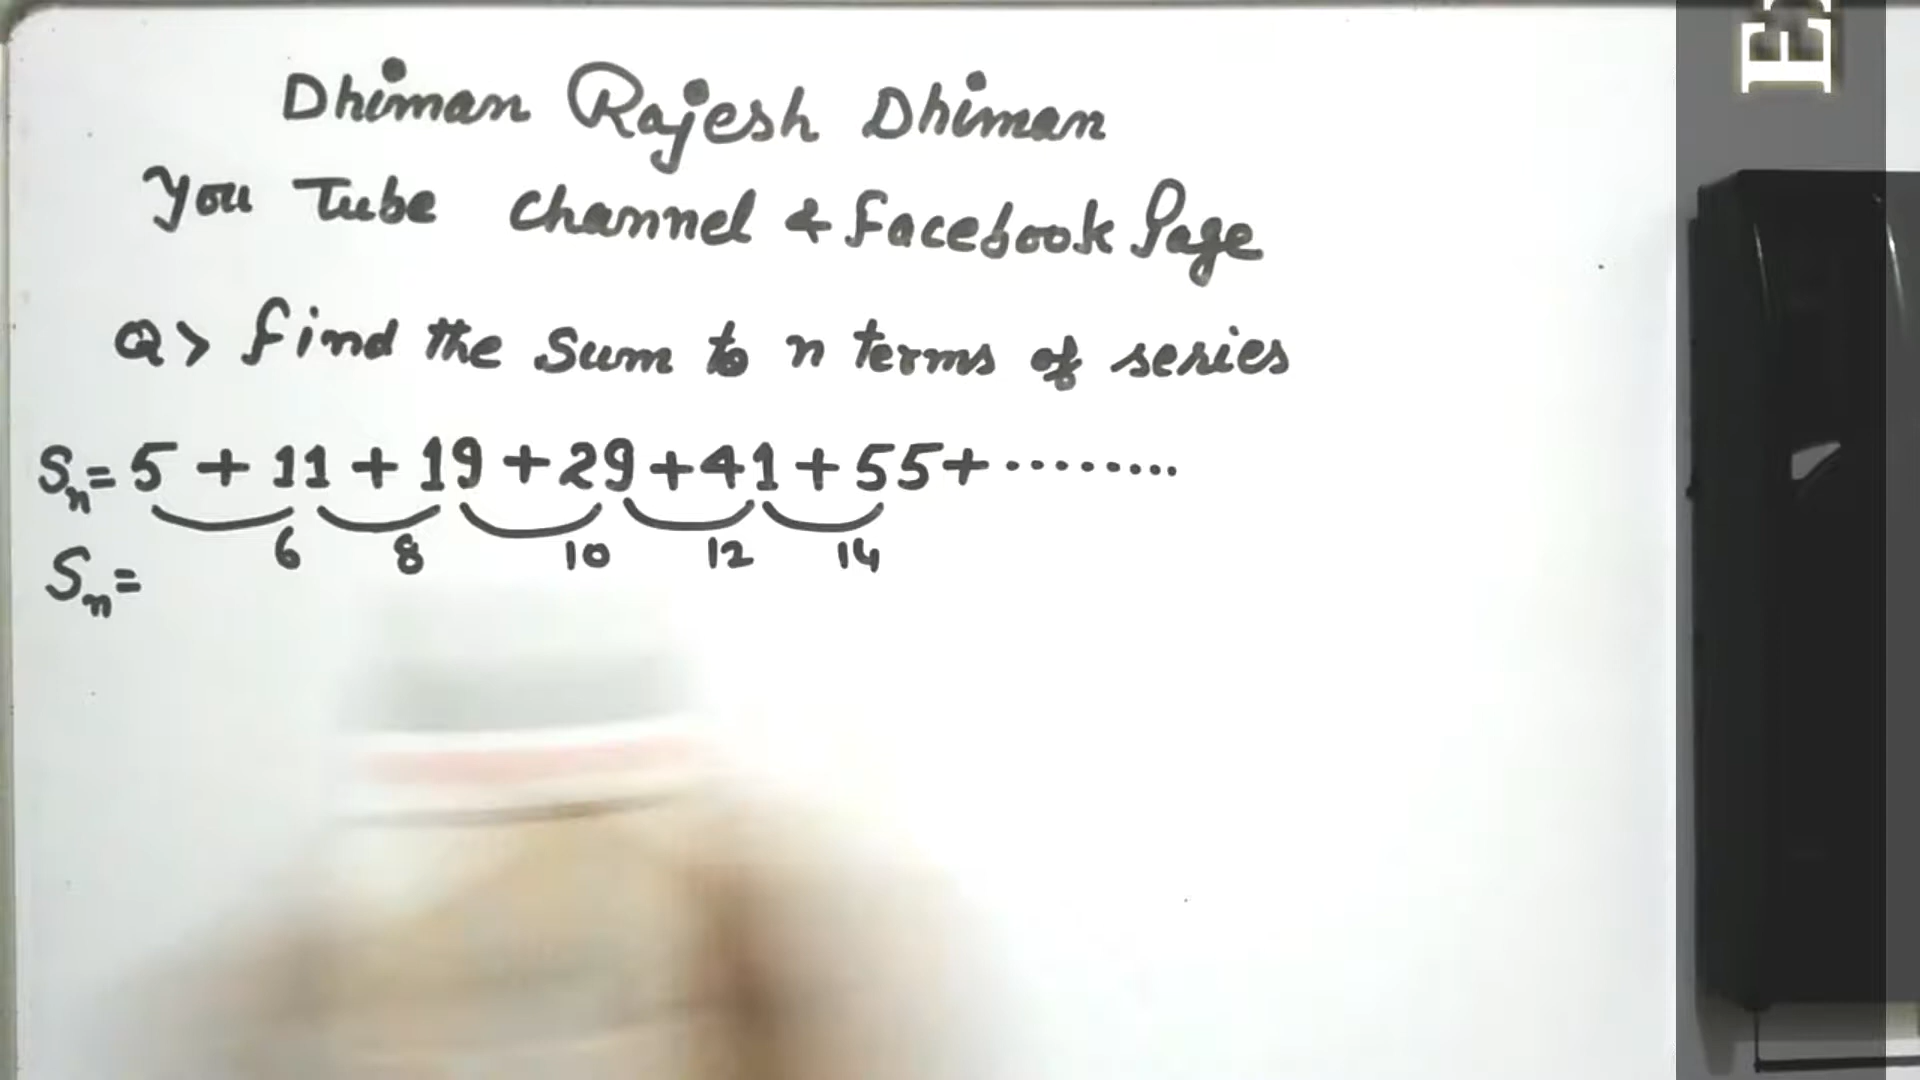 Dhiman Rajesh Dhiman
You Tube Channel & Facebook Page
Q> Find the Sum to n terms of series
Sn= 5 + 11 + 19 + 29 + 41 + 55 + ........
6 8 10 12 14
Sn=